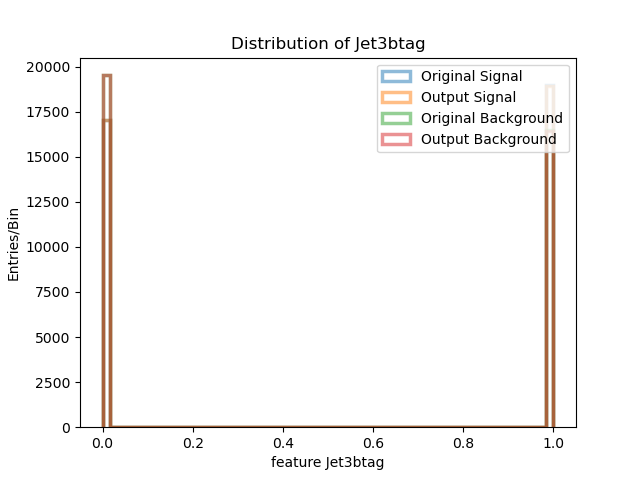 Distribution of Jet3btag
Original Signal
Output Signal
Original Background
Output Background
20000
17500
15000
12500
10000
7500
5000
2500
0
Entries/Bin
0.0 0.2 0.4 0.6 0.8 1.0
feature Jet3btag